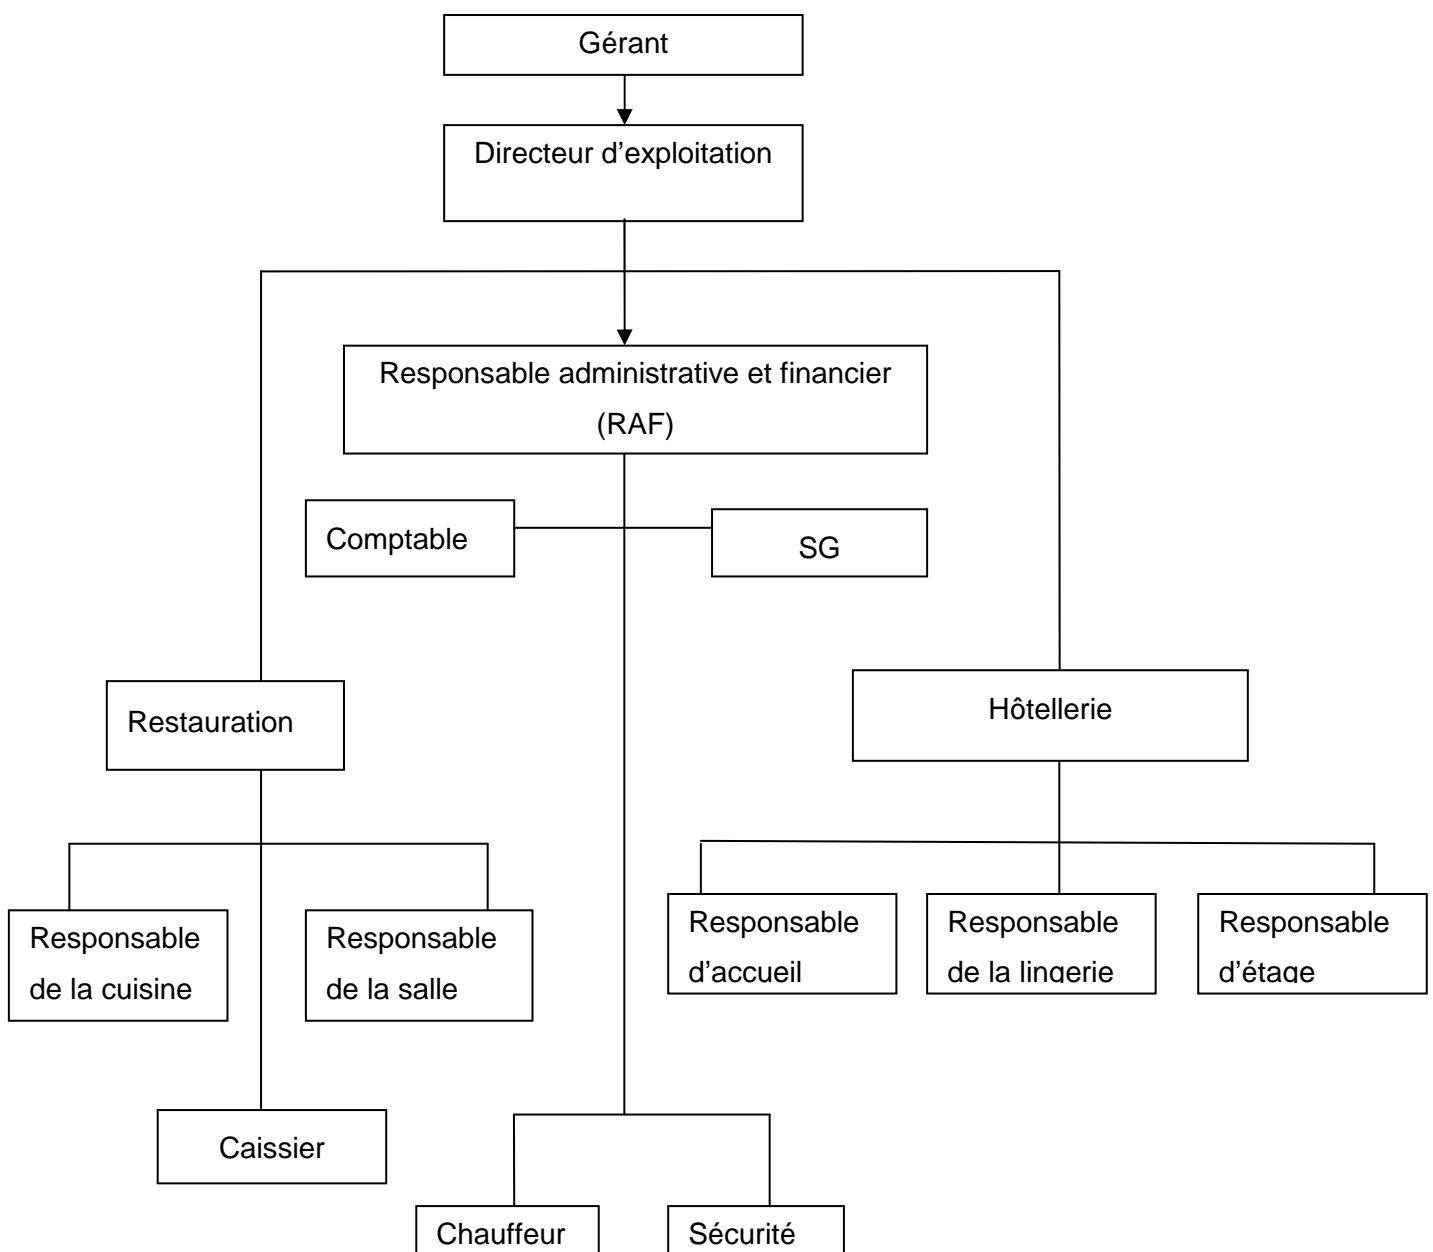 Gérant
Directeur d'exploitation
Responsable administrative et financier
(RAF)
Comptable
SG
Restauration
Hôtellerie
Responsable
de la cuisine
Responsable
de la salle
Responsable
d'accueil
Responsable
de la lingerie
Responsable
d'étage
Caissier
Chauffeur
Sécurité